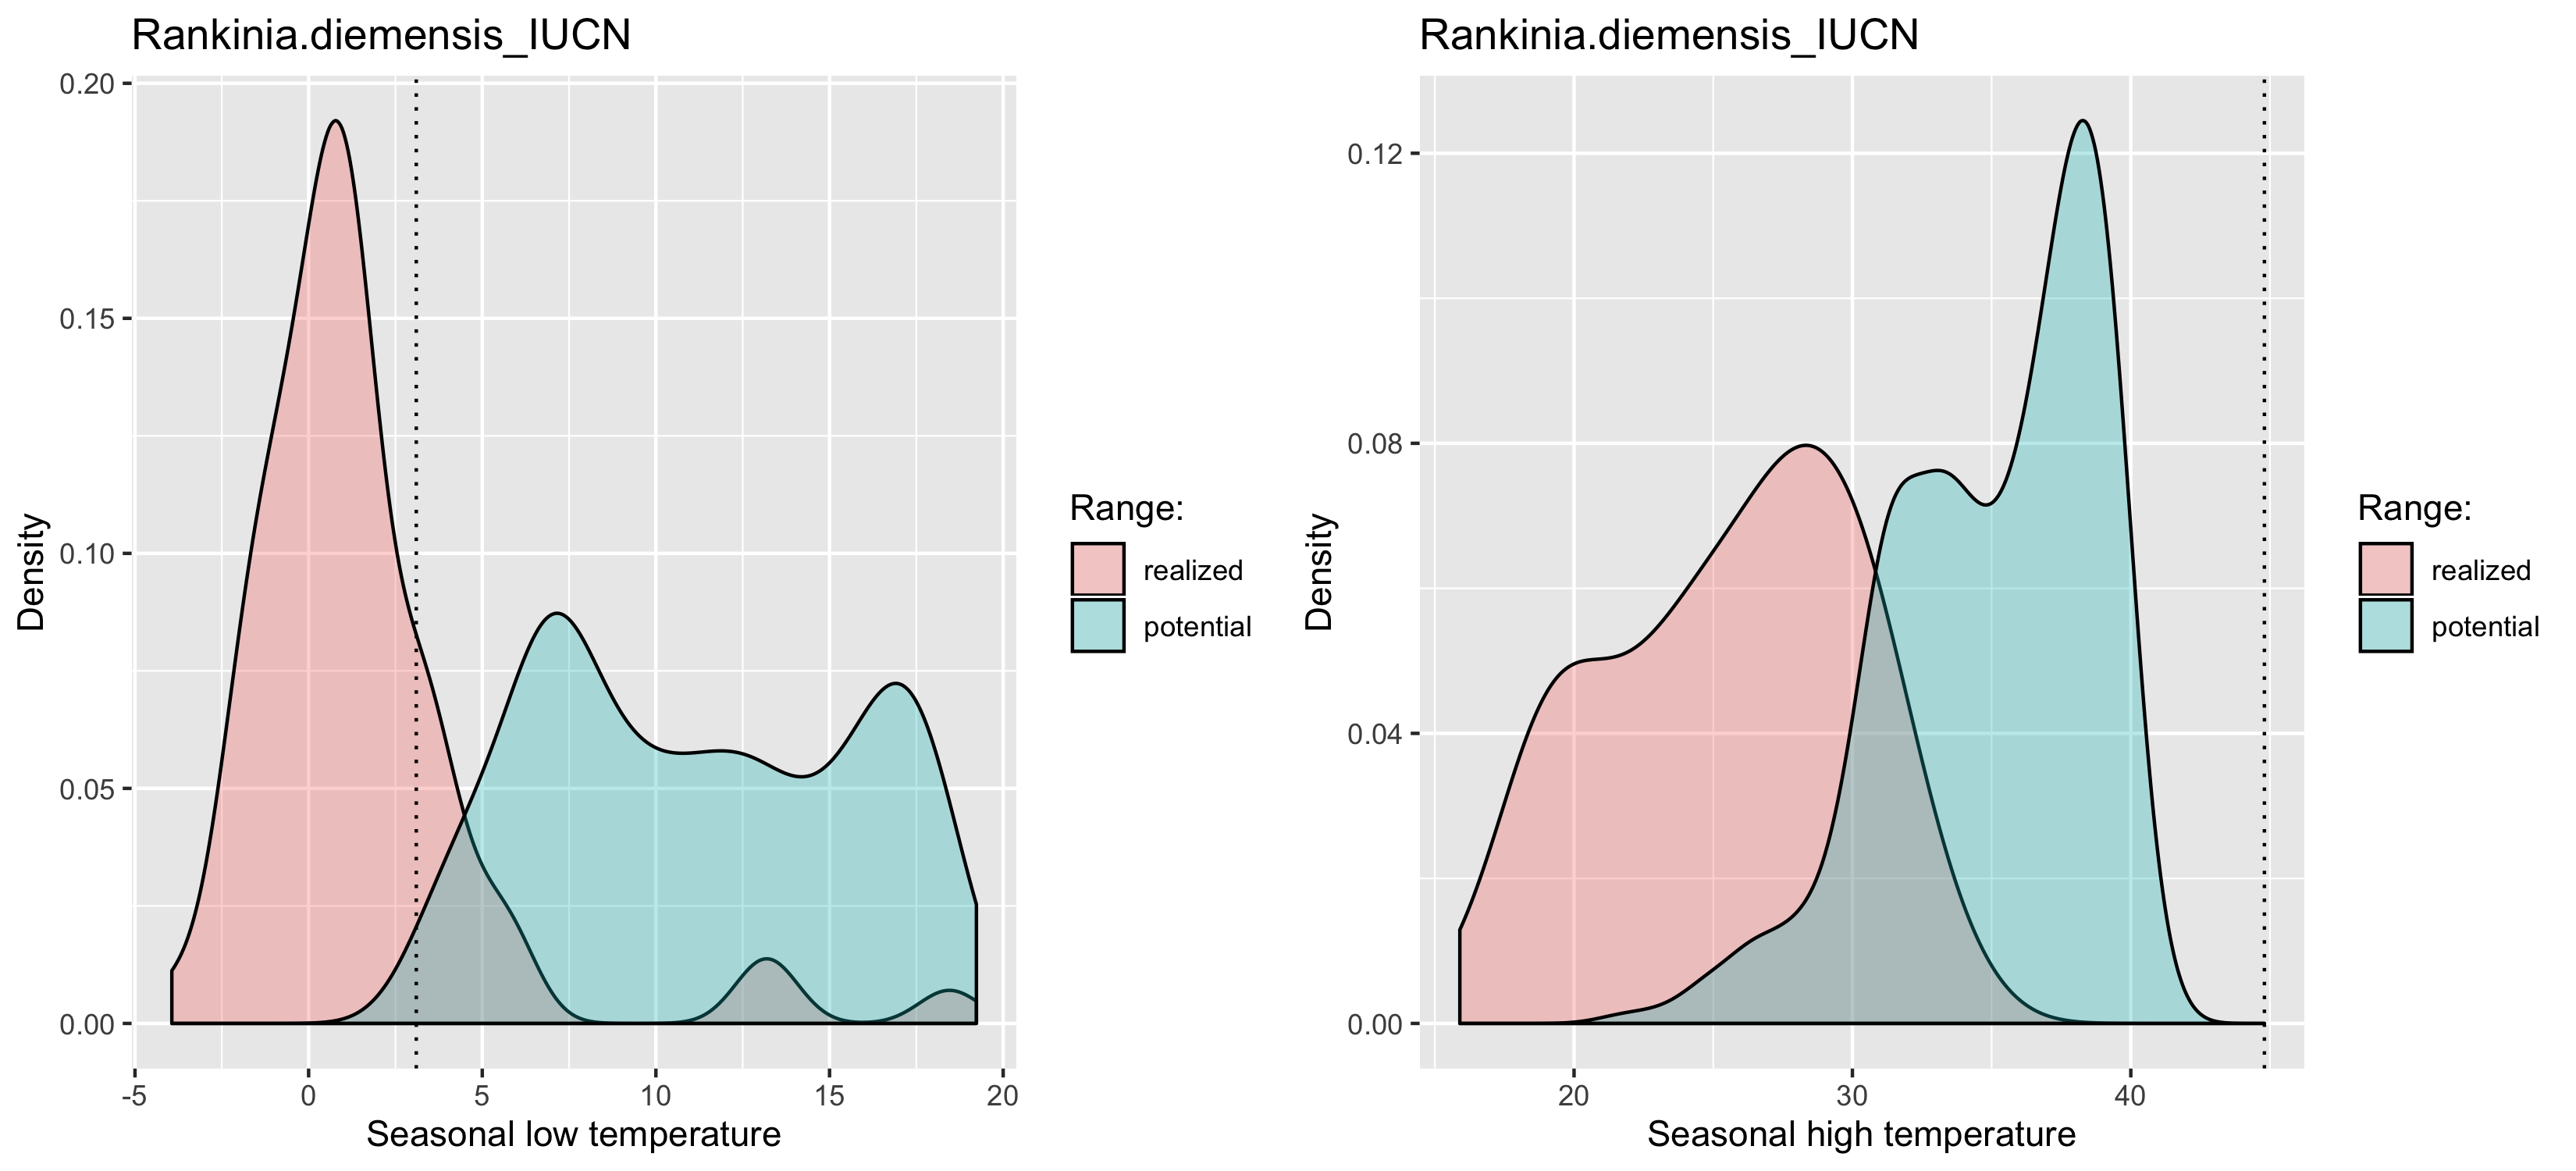 Rankinia.diemensis_IUCN
0.20
0.15
0.10
0.05
0.00
Density
-5 0 5 10 15 20
Seasonal low temperature
Range:
realized
potential
Rankinia.diemensis_IUCN
0.12
0.08
0.04
0.00
Density
20 30 40
Seasonal high temperature
Range:
realized
potential